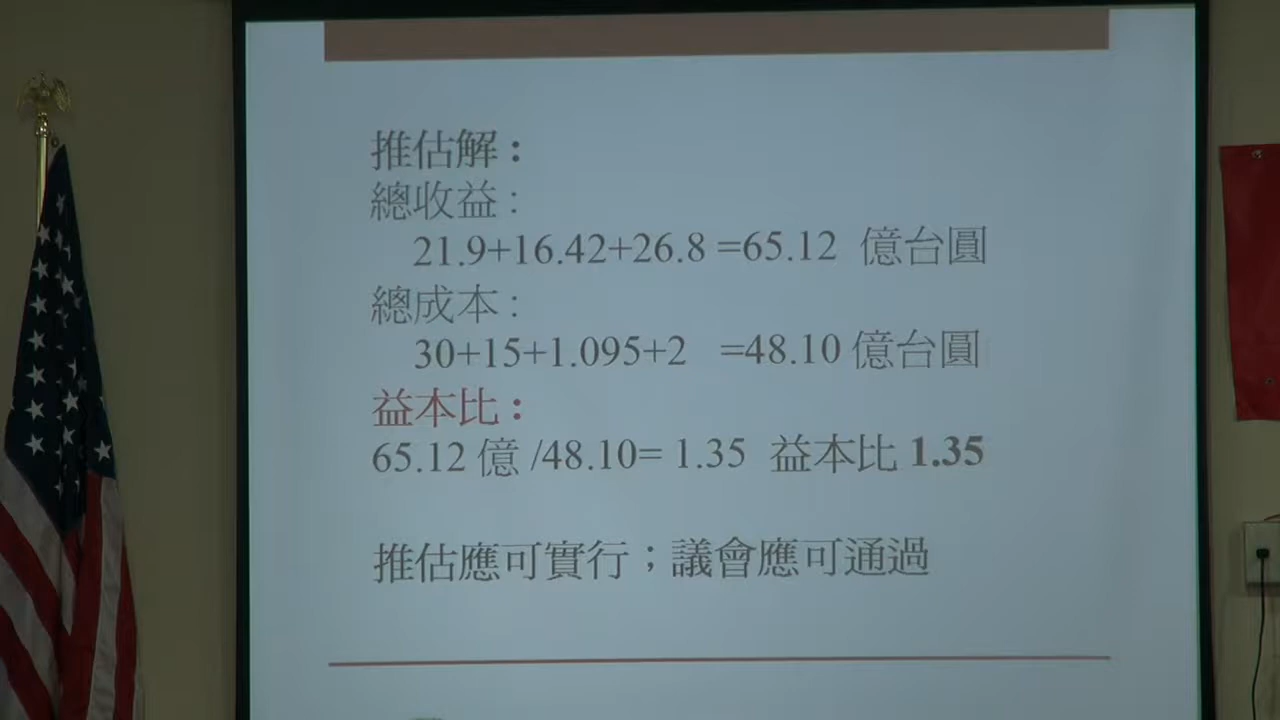 推估解：
總收益：
21.9+16.42+26.8 =65.12 億台圓
總成本：
30+15+1.095+2 =48.10 億台圓
益本比：
65.12 億 /48.10= 1.35 益本比 1.35
推估應可實行；議會應可通過